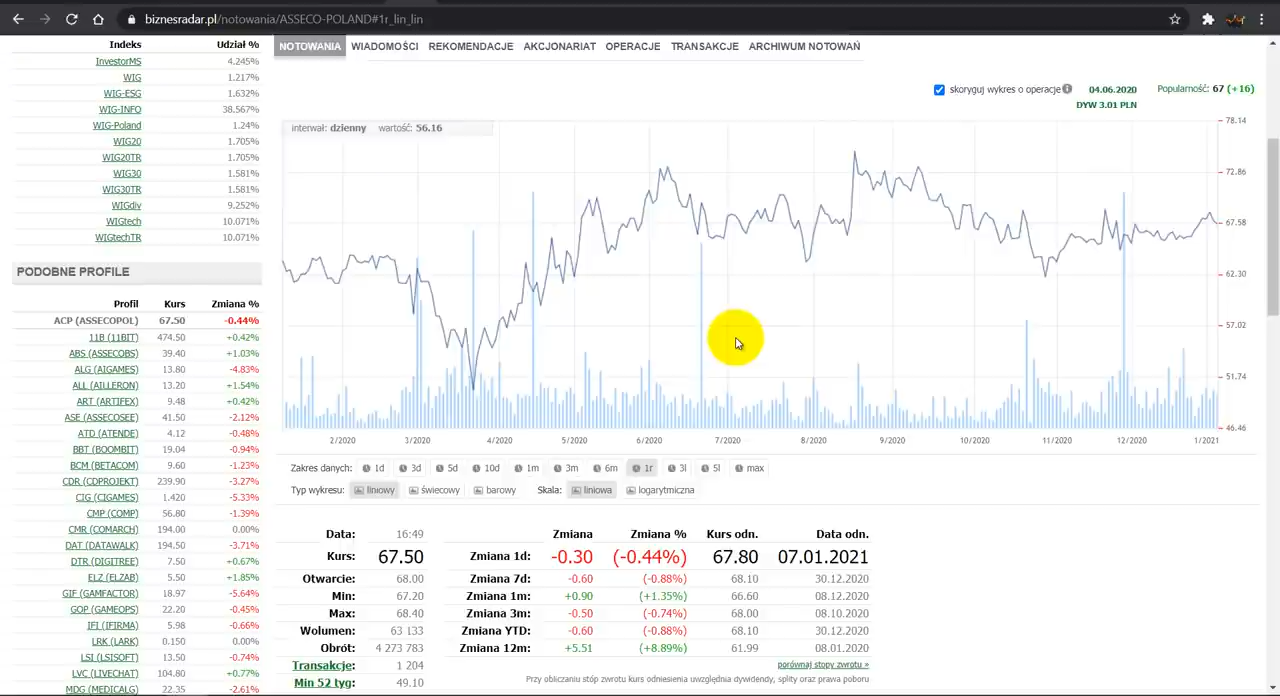 biznesradar.pl/notowania/ASSECO-POLAND#1r_lin_lin
Indeks Udział %
InvestorMS 4.245%
WIG 1.217%
WIG-ESG 1.632%
WIG-INFO 38.567%
WIG-Poland 1.24%
WIG20 1.705%
WIG20TR 1.705%
WIG30 1.581%
WIG30TR 1.581%
WIGdiv 9.252%
WIGtech 10.071%
WIGtechTR 10.071%
PODOBNE PROFILE
Profil Kurs Zmiana %
ACP (ASSECOPOL) 67.50 -0.44%
11B (11BIT) 474.50 +0.42%
ABS (ASSECOBS) 39.40 +1.03%
ALG (AIGAMES) 13.80 -4.83%
ALL (AILLERON) 13.20 +1.54%
ART (ARTIFEX) 9.48 +0.42%
ASE (ASSECOSEE) 41.50 -2.12%
ATD (ATENDE) 4.12 -0.48%
BBT (BOOMBIT) 19.04 -0.94%
BCM (BETACOM) 9.60 -1.23%
CDR (CDPROJEKT) 239.90 -3.27%
CIG (CIGAMES) 1.420 -5.33%
CMP (COMP) 56.80 -1.39%
CMR (COMARCH) 194.00 0.00%
DAT (DATAWALK) 194.50 -3.71%
DTR (DIGITREE) 7.50 +0.67%
ELZ (ELZAB) 5.50 +1.85%
GIF (GAMFACTOR) 18.97 -5.64%
GOP (GAMEOPS) 22.20 -0.45%
IFI (IFIRMA) 5.98 -0.66%
LRK (LARK) 0.150 0.00%
LSI (LSISOFT) 13.50 -0.74%
LVC (LIVECHAT) 104.80 +0.77%
MDG (MEDICALG) 22.35 -2.61%
NOTOWANIA WIADOMOŚCI REKOMENDACJE AKCJONARIAT OPERACJE TRANSAKCJE ARCHIWUM NOTOWAŃ
skoryguj wykres o operacje 04.06.2020 Popularność: 67 (+16)
DYW 3.01 PLN
interwał: dzienny wartość: 56.16
78.14
72.86
67.58
62.30
57.02
51.74
46.46
2/2020 3/2020 4/2020 5/2020 6/2020 7/2020 8/2020 9/2020 10/2020 11/2020 12/2020 1/2021
Zakres danych: 1d 3d 5d 10d 1m 3m 6m 1r 3l 5l max
Typ wykresu: liniowy świecowy barowy Skala: liniowa logarytmiczna
Data: 16:49 Zmiana Zmiana % Kurs odn. Data odn.
Kurs: 67.50 Zmiana 1d: -0.30 (-0.44%) 67.80 07.01.2021
Otwarcie: 68.00 Zmiana 7d: -0.60 (-0.88%) 68.10 30.12.2020
Min: 67.20 Zmiana 1m: +0.90 (+1.35%) 66.60 08.12.2020
Max: 68.40 Zmiana 3m: -0.50 (-0.74%) 68.00 08.10.2020
Wolumen: 63 133 Zmiana YTD: -0.60 (-0.88%) 68.10 30.12.2020
Obrót: 4 273 783 Zmiana 12m: +5.51 (+8.89%) 61.99 08.01.2020
Transakcje: 1 204 porównaj stopy zwrotu »
Min 52 tyg: 49.10 Przy obliczaniu stóp zwrotu kurs odniesienia uwzględnia dywidendy, splity oraz prawa poboru